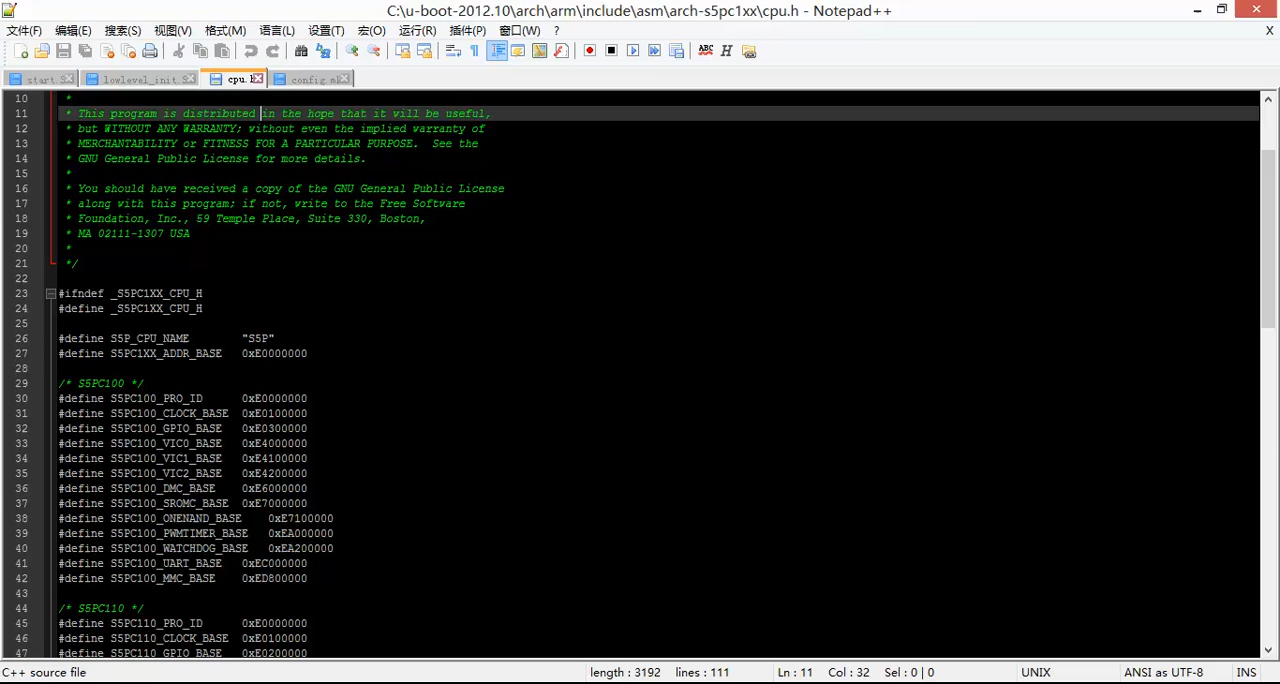 C:\u-boot-2012.10\arch\arm\include\asm\arch-s5pc1xx\cpu.h - Notepad++
文件(F) 编辑(E) 搜索(S) 视图(V) 格式(M) 语言(L) 设置(T) 宏(O) 运行(R) 插件(P) 窗口(W) ? X
start.S lowlevel_init.S cpu.h config.mk
10 *
11 * This program is distributed in the hope that it will be useful,
12 * but WITHOUT ANY WARRANTY; without even the implied warranty of
13 * MERCHANTABILITY or FITNESS FOR A PARTICULAR PURPOSE.  See the
14 * GNU General Public License for more details.
15 *
16 * You should have received a copy of the GNU General Public License
17 * along with this program; if not, write to the Free Software
18 * Foundation, Inc., 59 Temple Place, Suite 330, Boston,
19 * MA 02111-1307 USA
20 *
21 */
22
23 #ifndef _S5PC1XX_CPU_H
24 #define _S5PC1XX_CPU_H
25
26 #define S5P_CPU_NAME "S5P"
27 #define S5PC1XX_ADDR_BASE 0xE0000000
28
29 /* S5PC100 */
30 #define S5PC100_PRO_ID 0xE0000000
31 #define S5PC100_CLOCK_BASE 0xE0100000
32 #define S5PC100_GPIO_BASE 0xE0300000
33 #define S5PC100_VIC0_BASE 0xE4000000
34 #define S5PC100_VIC1_BASE 0xE4100000
35 #define S5PC100_VIC2_BASE 0xE4200000
36 #define S5PC100_DMC_BASE 0xE6000000
37 #define S5PC100_SROMC_BASE 0xE7000000
38 #define S5PC100_ONENAND_BASE 0xE7100000
39 #define S5PC100_PWMTIMER_BASE 0xEA000000
40 #define S5PC100_WATCHDOG_BASE 0xEA200000
41 #define S5PC100_UART_BASE 0xEC000000
42 #define S5PC100_MMC_BASE 0xED800000
43
44 /* S5PC110 */
45 #define S5PC110_PRO_ID 0xE0000000
46 #define S5PC110_CLOCK_BASE 0xE0100000
47 #define S5PC110_GPIO_BASE 0xE0200000
C++ source file length : 3192 lines : 111 Ln : 11 Col : 32 Sel : 0 | 0 UNIX ANSI as UTF-8 INS